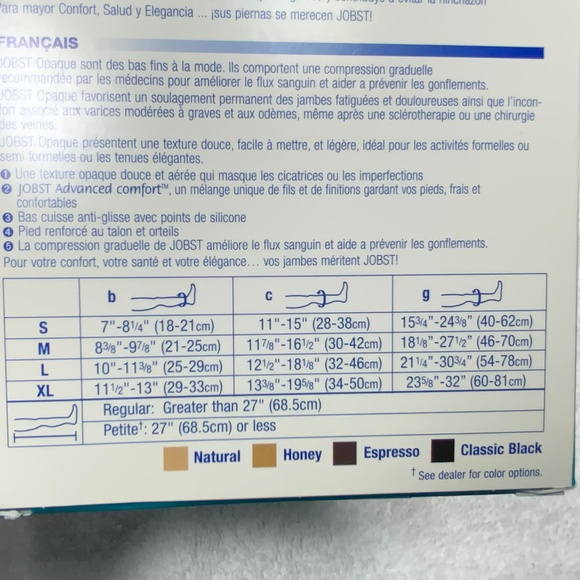 Para mayor Confort, Salud y Elegancia ... ¡sus piernas se merecen JOBST!
FRANÇAIS
JOBST Opaque sont des bas fins à la mode. Ils comportent une compression graduelle
recommandée par les médecins pour améliorer le flux sanguin et aider a prévenir les gonflements.
JOBST Opaque favorisent un soulagement permanent des jambes fatiguées et douloureuses ainsi que l'incon-
fort associé aux varices modérées à graves et aux odèmes, même après une sclérothérapie ou une chirurgie
des veines.
JOBST Opaque présentent une texture douce, facile à mettre, et légère, idéal pour les activités formelles ou
semi formelles ou les tenues élégantes.
❶ Une texture opaque douce et aérée qui masque les cicatrices ou les imperfections
❷ JOBST Advanced comfort™, un mélange unique de fils et de finitions gardant vos pieds, frais et
confortables
❸ Bas cuisse anti-glisse avec points de silicone
❹ Pied renforcé au talon et orteils
❺ La compression graduelle de JOBST améliore le flux sanguin et aide a prévenir les gonflements.
Pour votre confort, votre santé et votre élégance... vos jambes méritent JOBST!
b c g
S 7"-81/4" (18-21cm) 11"-15" (28-38cm) 153/4"-243/8" (40-62cm)
M 83/8"-97/8" (21-25cm) 117/8"-161/2" (30-42cm) 181/8"-271/2" (46-70cm)
L 10"-113/8" (25-29cm) 121/2"-181/8" (32-46cm) 211/4"-303/4" (54-78cm)
XL 111/2"-13" (29-33cm) 133/8"-195/8" (34-50cm) 235/8"-32" (60-81cm)
Regular: Greater than 27" (68.5cm)
Petite†: 27" (68.5cm) or less
Natural Honey Espresso Classic Black
† See dealer for color options.